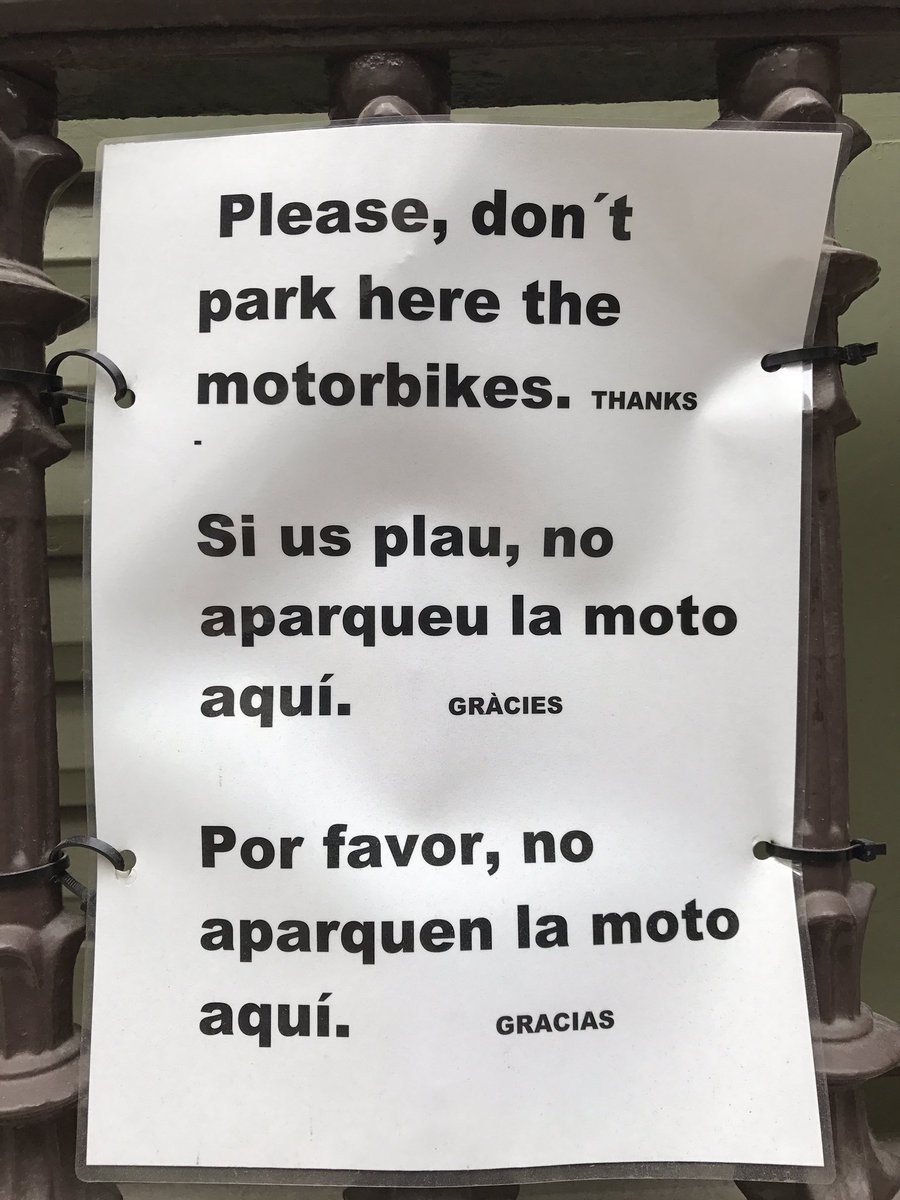 Please, don´t
park here the
motorbikes. THANKS
-
Si us plau, no
aparqueu la moto
aquí. GRÀCIES
Por favor, no
aparquen la moto
aquí. GRACIAS